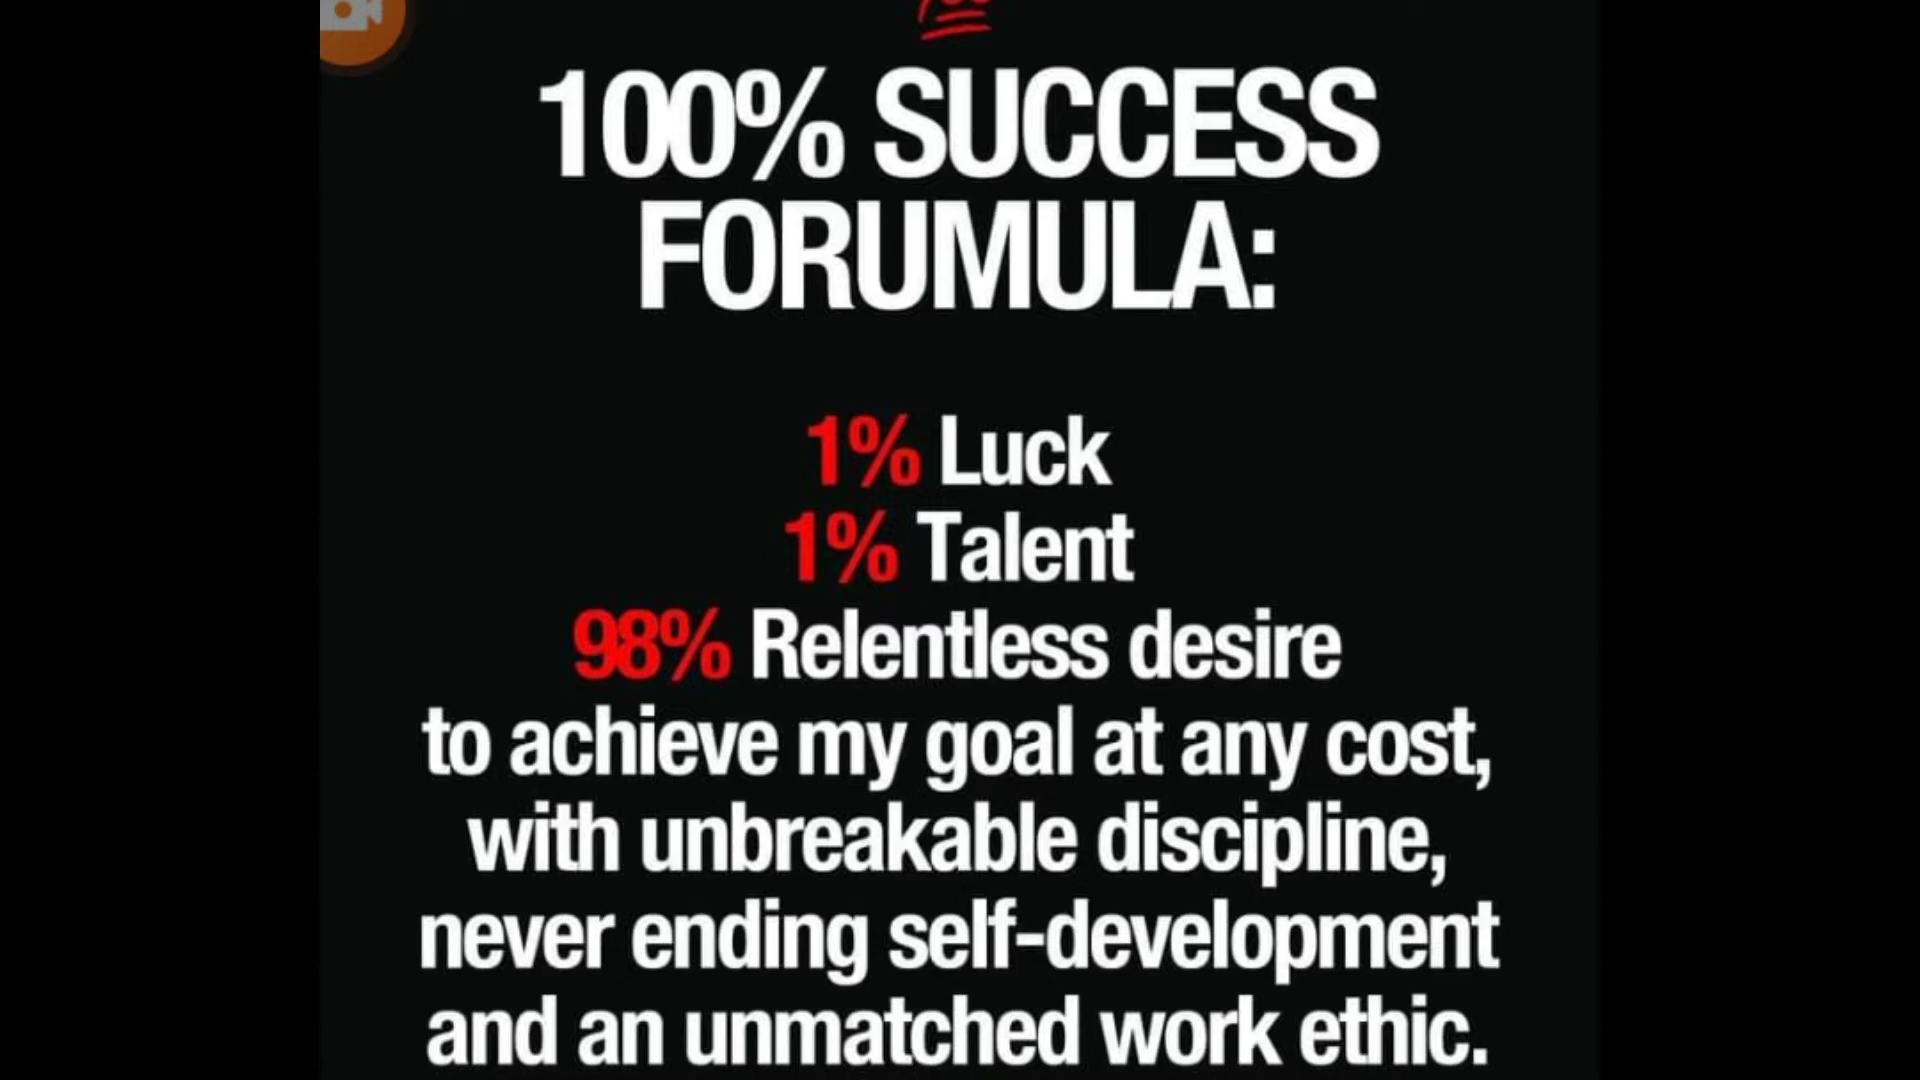 100% SUCCESS
FORUMULA:
1% Luck
1% Talent
98% Relentless desire
to achieve my goal at any cost,
with unbreakable discipline,
never ending self-development
and an unmatched work ethic.